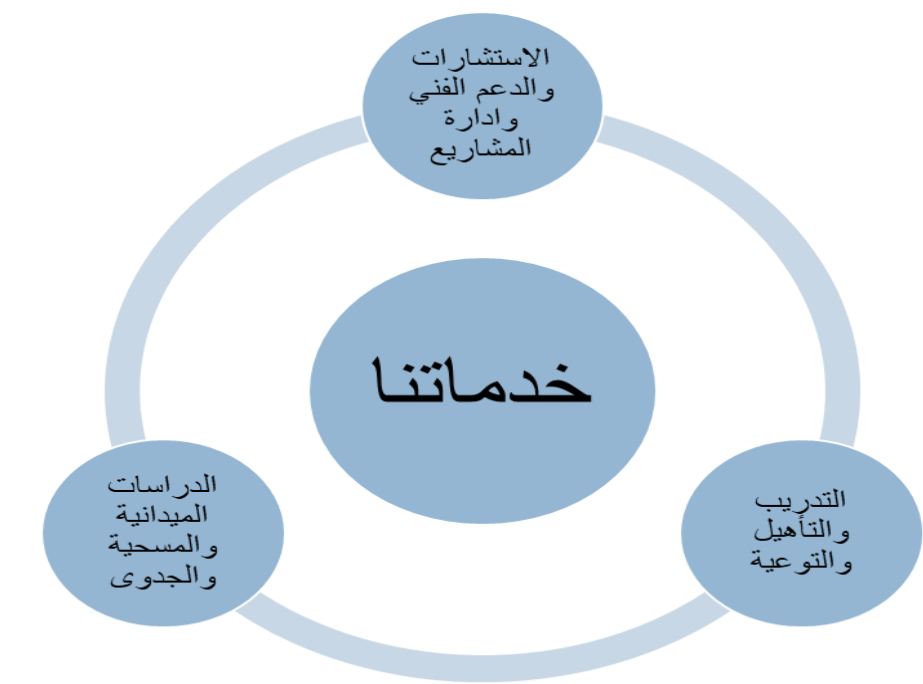 الاستشارات
والدعم الفني
وادارة
المشاريع
خدماتنا
التدريب
والتأهيل
والتوعية
الدراسات
الميدانية
والمسحية
والجدوى